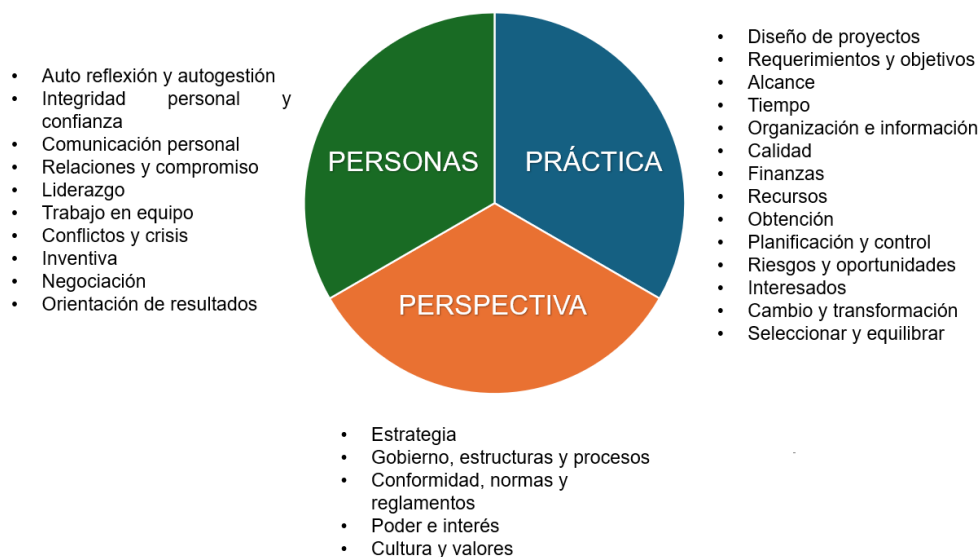 • Auto reflexión y autogestión
• Integridad personal y
confianza
• Comunicación personal
• Relaciones y compromiso
• Liderazgo
• Trabajo en equipo
• Conflictos y crisis
• Inventiva
• Negociación
• Orientación de resultados
PERSONAS
PRÁCTICA
PERSPECTIVA
• Diseño de proyectos
• Requerimientos y objetivos
• Alcance
• Tiempo
• Organización e información
• Calidad
• Finanzas
• Recursos
• Obtención
• Planificación y control
• Riesgos y oportunidades
• Interesados
• Cambio y transformación
• Seleccionar y equilibrar
• Estrategia
• Gobierno, estructuras y procesos
• Conformidad, normas y
reglamentos
• Poder e interés
• Cultura y valores